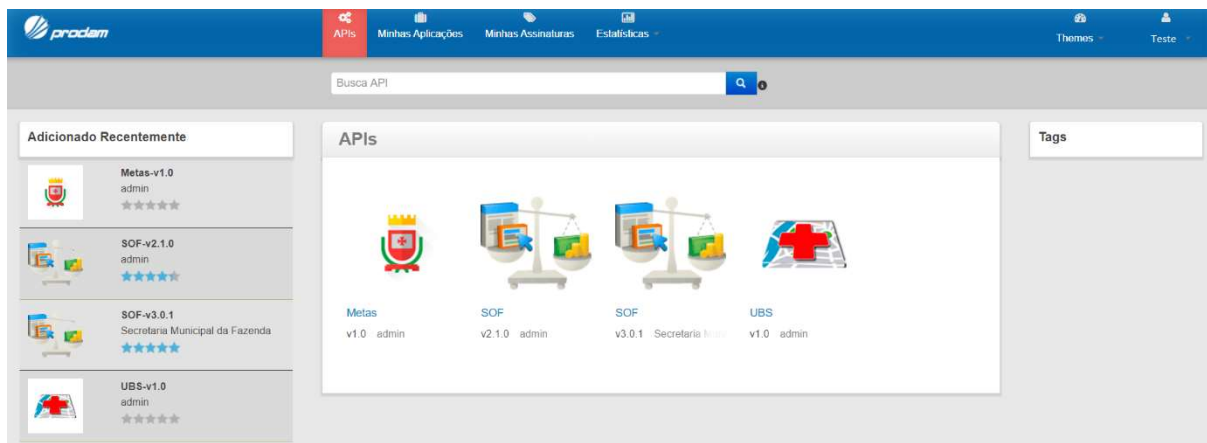 prodam
APIs
Minhas Aplicações
Minhas Assinaturas
Estatísticas
Themes
Teste
Busca API
Adicionado Recentemente
Metas-v1.0
admin
SOF-v2.1.0
admin
SOF-v3.0.1
Secretaria Municipal da Fazenda
UBS-v1.0
admin
APIs
Metas
v1.0 admin
SOF
v2.1.0 admin
SOF
v3.0.1 Secretaria
UBS
v1.0 admin
Tags